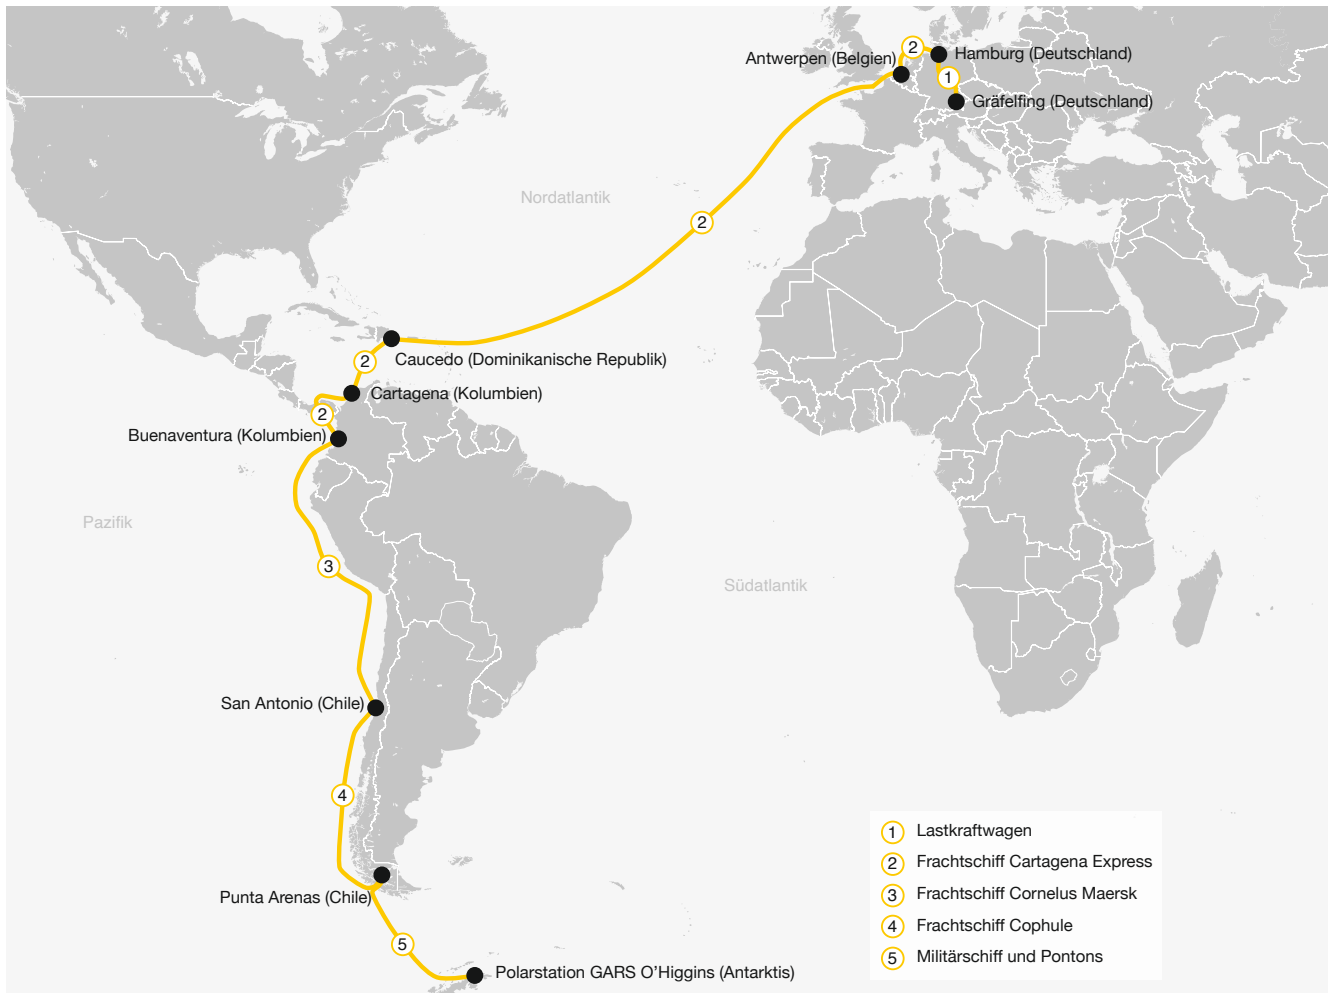 2
Hamburg (Deutschland)
Antwerpen (Belgien)
1
Gräfelfing (Deutschland)
Nordatlantik
2
Caucedo (Dominikanische Republik)
2
Cartagena (Kolumbien)
2
Buenaventura (Kolumbien)
Pazifik
3
Südatlantik
San Antonio (Chile)
4
Punta Arenas (Chile)
5
Polarstation GARS O’Higgins (Antarktis)
1 Lastkraftwagen
2 Frachtschiff Cartagena Express
3 Frachtschiff Cornelus Maersk
4 Frachtschiff Cophule
5 Militärschiff und Pontons